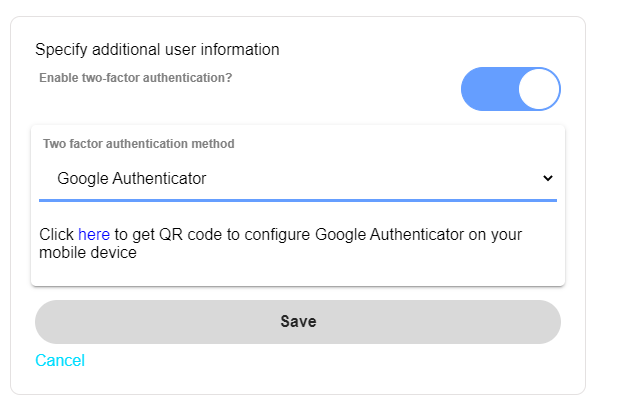 Specify additional user information
Enable two-factor authentication?
Two factor authentication method
Google Authenticator
Click here to get QR code to configure Google Authenticator on your
mobile device
Save
Cancel